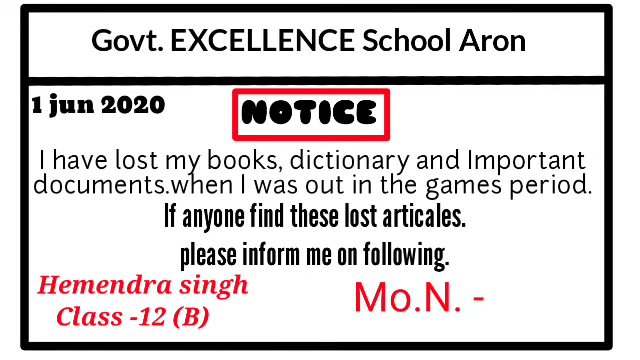 Govt. EXCELLENCE School Aron
1 jun 2020
NOTICE
I have lost my books, dictionary and Important
documents.when I was out in the games period.
If anyone find these lost articales.
please inform me on following.
Hemendra singh
Class -12 (B)
Mo.N. -